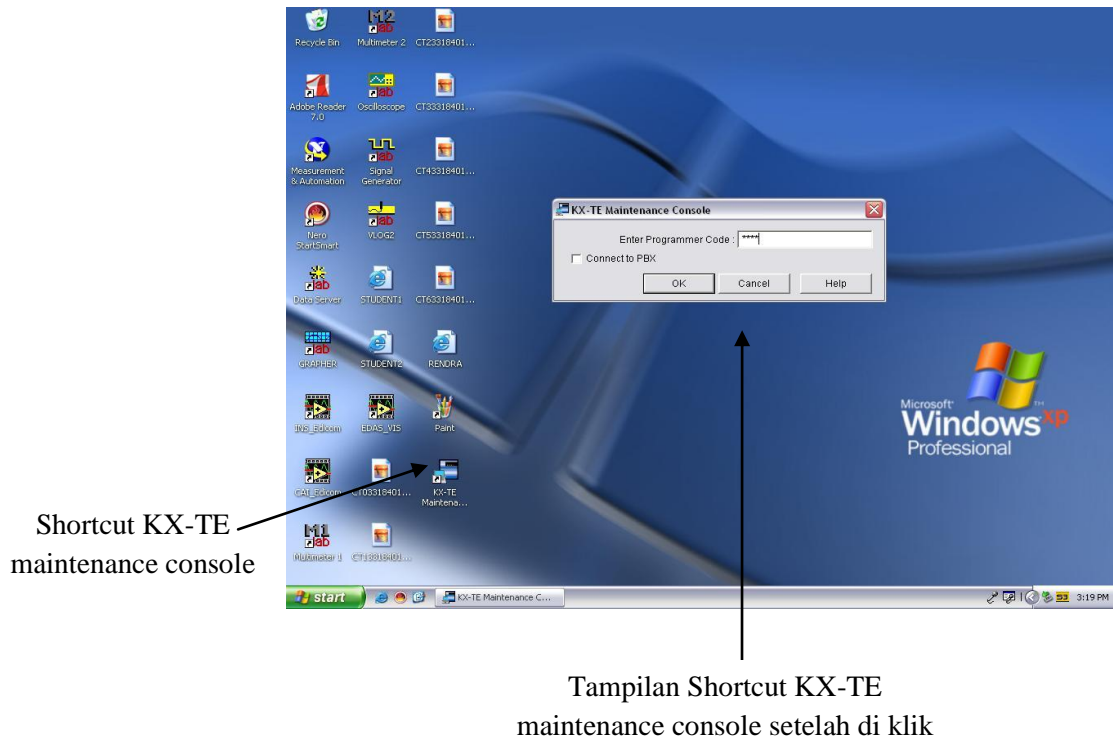 Recycle Bin
Multimeter 2
CT23318401...
Adobe Reader
7.0
Oscilloscope
CT33318401...
Measurement
& Automation
Signal
Generator
CT43318401...
Nero
StartSmart
VLOG2
CT53318401...
Data Server
STUDENT1
CT63318401...
GRAPHER
STUDENT2
RENDRA
INS_Edicom
EDAS_VIS
Paint
CAI_Edicom
CT03318401...
KX-TE
Maintena...
Multimeter 1
CT13318401...
KX-TE Maintenance Console
Enter Programmer Code : ****
Connect to PBX
OK
Cancel
Help
Microsoft
Windows xp
Professional
start
KX-TE Maintenance C...
3:19 PM
Shortcut KX-TE
maintenance console
Tampilan Shortcut KX-TE
maintenance console setelah di klik